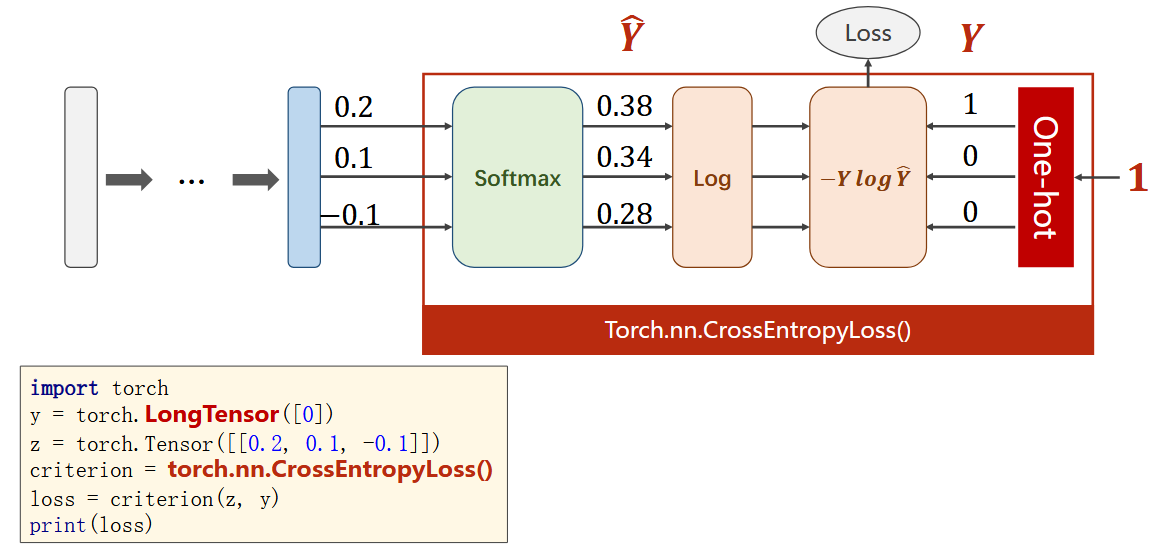 Ŷ
Loss
Y
0.2
0.38
1
0.1
0.34
0
−0.1
0.28
0
Softmax
Log
−Y log Ŷ
One-hot
1
...
Torch.nn.CrossEntropyLoss()
import torch
y = torch.LongTensor([0])
z = torch.Tensor([[0.2, 0.1, -0.1]])
criterion = torch.nn.CrossEntropyLoss()
loss = criterion(z, y)
print(loss)